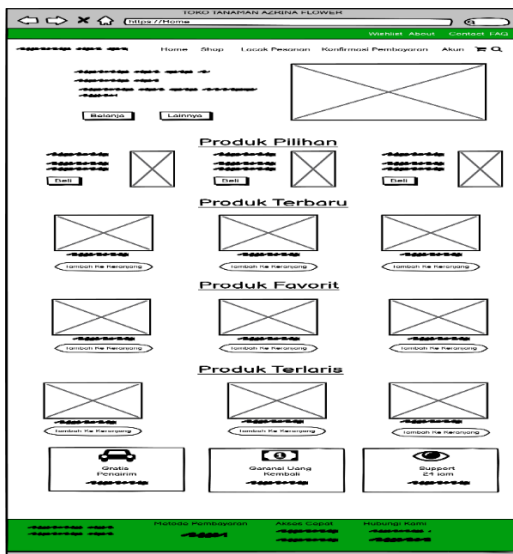 TOKO TANAMAN AZRINA FLOWER
https://Home
Wishlist About Contact FAQ
Home Shop Lacak Pesanan Konfirmasi Pembayaran Akun
Belanja Lainnya
Produk Pilihan
Beli Beli Beli
Produk Terbaru
Tambah Ke Keranjang Tambah Ke Keranjang Tambah Ke Keranjang
Produk Favorit
Tambah Ke Keranjang Tambah Ke Keranjang Tambah Ke Keranjang
Produk Terlaris
Tambah Ke Keranjang Tambah Ke Keranjang Tambah Ke Keranjang
Gratis Garansi Uang Support
Kembali 24 jam
Metode Pembayaran Akses Cepat Hubungi Kami